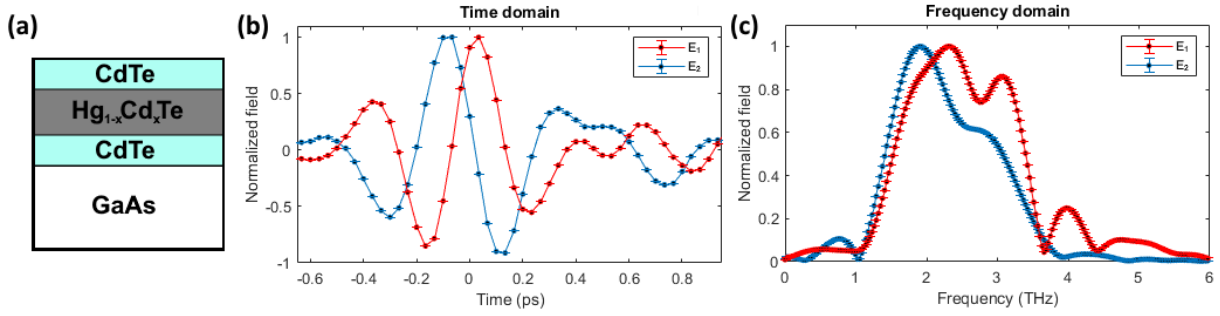 (a)
CdTe
Hg1-xCdxTe
CdTe
GaAs
(b)
Time domain
E1
E2
Normalized field
1
0.5
0
-0.5
-1
-0.6
-0.4
-0.2
0
0.2
0.4
0.6
0.8
Time (ps)
(c)
Frequency domain
E1
E2
Normalized field
1
0.8
0.6
0.4
0.2
0
0
1
2
3
4
5
6
Frequency (THz)